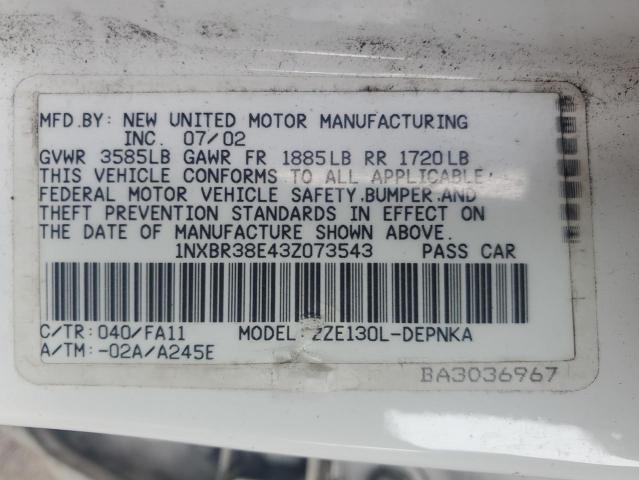 MFD.BY: NEW UNITED MOTOR MANUFACTURING
INC. 07/02
GVWR 3585LB GAWR FR 1885LB RR 1720LB
THIS VEHICLE CONFORMS TO ALL APPLICABLE
FEDERAL MOTOR VEHICLE SAFETY, BUMPER, AND
THEFT PREVENTION STANDARDS IN EFFECT ON
THE DATE OF MANUFACTURE SHOWN ABOVE.
1NXBR38E43Z073543 PASS CAR
C/TR: 040/FA11 MODEL ZZE130L-DEPNKA
A/TM: -02A/A245E
BA3036967